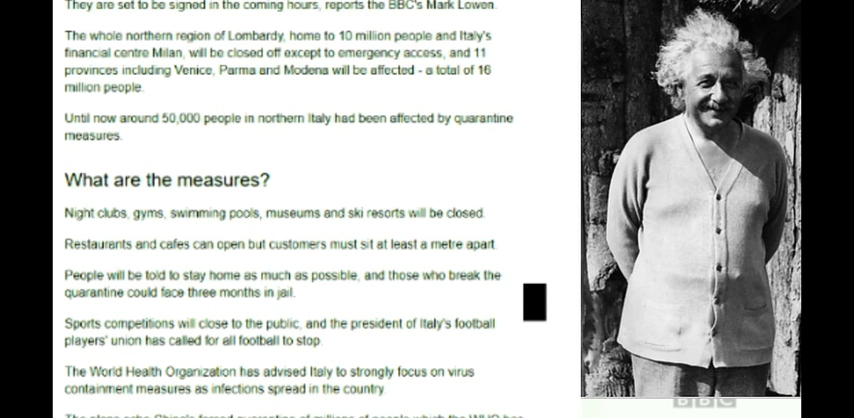 They are set to be signed in the coming hours, reports the BBC's Mark Lowen.
The whole northern region of Lombardy, home to 10 million people and Italy's
financial centre Milan, will be closed off except to emergency access, and 11
provinces including Venice, Parma and Modena will be affected - a total of 16
million people.
Until now around 50,000 people in northern Italy had been affected by quarantine
measures.
What are the measures?
Night clubs, gyms, swimming pools, museums and ski resorts will be closed.
Restaurants and cafes can open but customers must sit at least a metre apart.
People will be told to stay home as much as possible, and those who break the
quarantine could face three months in jail.
Sports competitions will close to the public, and the president of Italy's football
players' union has called for all football to stop.
The World Health Organization has advised Italy to strongly focus on virus
containment measures as infections spread in the country.
BBC